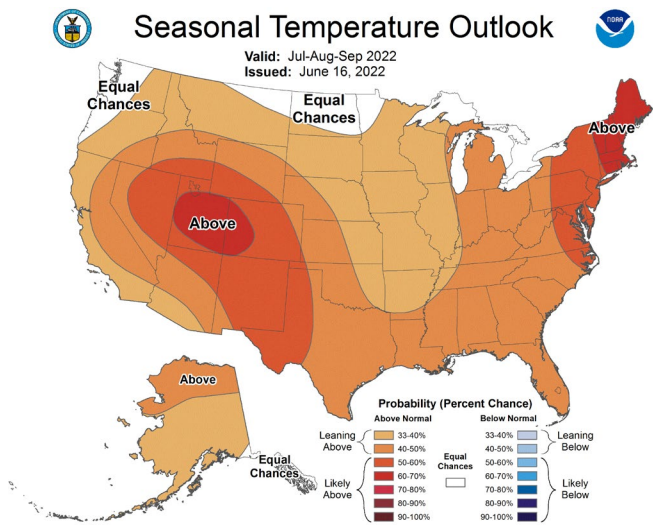 Seasonal Temperature Outlook
NOAA
Valid: Jul-Aug-Sep 2022
Issued: June 16, 2022
Equal
Chances
Equal
Chances
Above
Above
Above
Equal
Chances
Probability (Percent Chance)
Above Normal
Below Normal
Leaning
Above
33-40%
40-50%
Likely
Above
50-60%
60-70%
70-80%
80-90%
90-100%
Equal
Chances
33-40%
40-50%
Leaning
Below
50-60%
60-70%
70-80%
80-90%
90-100%
Likely
Below